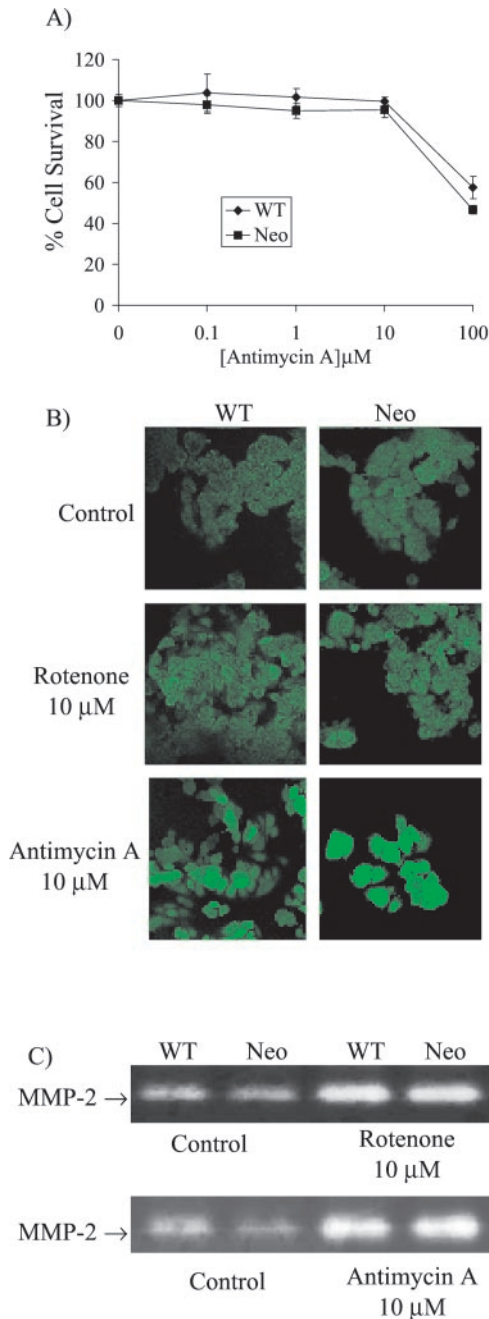 A)
120
100
80
60
40
20
0
% Cell Survival
WT
Neo
0 0.1 1 10 100
[Antimycin A]μM
B)
WT Neo
Control
Rotenone
10 μM
Antimycin A
10 μM
C)
WT Neo WT Neo
MMP-2 →
Control Rotenone
10 μM
MMP-2 →
Control Antimycin A
10 μM